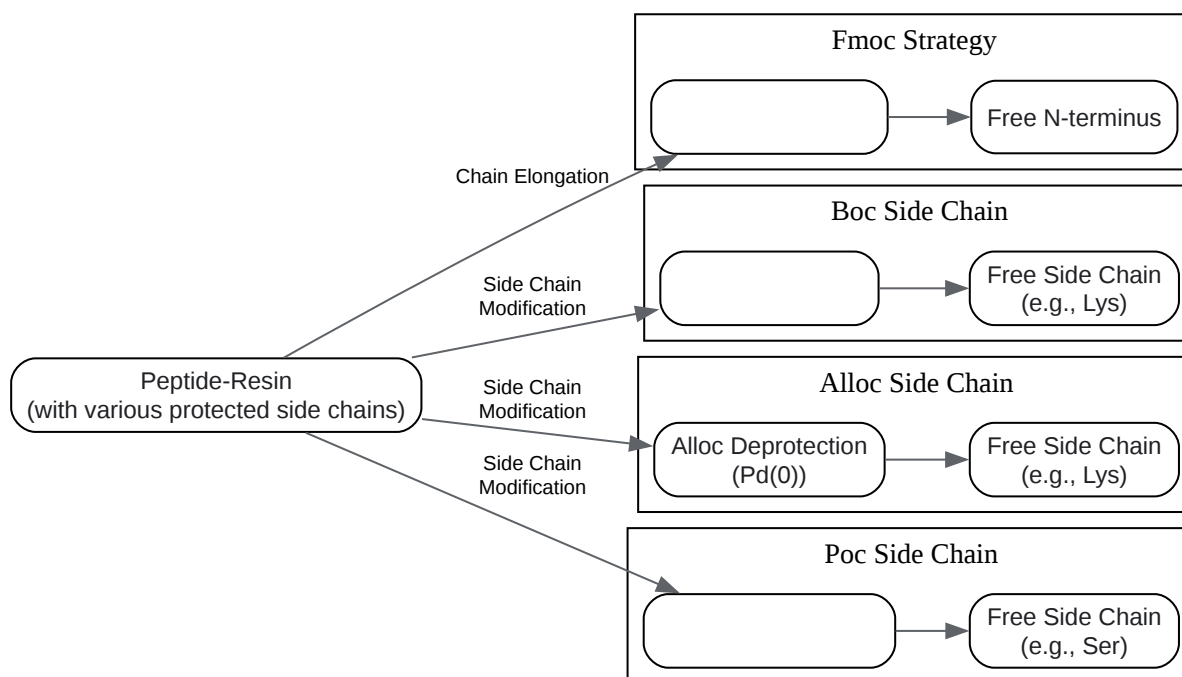 Fmoc Strategy
Free N-terminus
Chain Elongation
Boc Side Chain
Side Chain
Modification
Free Side Chain
(e.g., Lys)
Peptide-Resin
(with various protected side chains)
Alloc Side Chain
Side Chain
Modification
Alloc Deprotection
(Pd(0))
Free Side Chain
(e.g., Lys)
Side Chain
Modification
Poc Side Chain
Free Side Chain
(e.g., Ser)